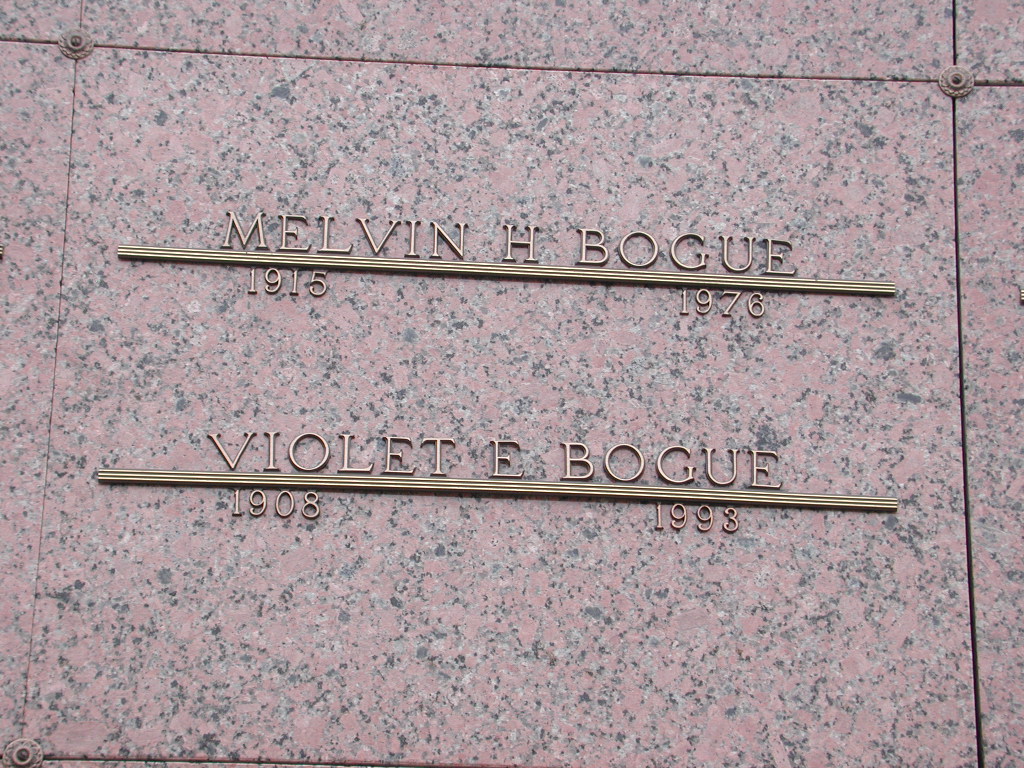 MELVIN H BOGUE
1915 1976
VIOLET E BOGUE
1908 1993